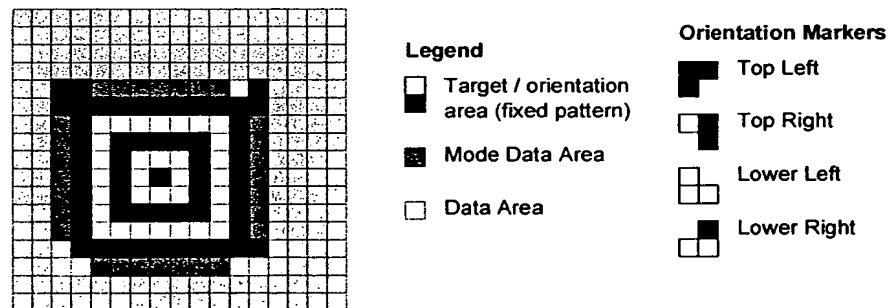 Legend
Target / orientation
area (fixed pattern)
Mode Data Area
Data Area
Orientation Markers
Top Left
Top Right
Lower Left
Lower Right